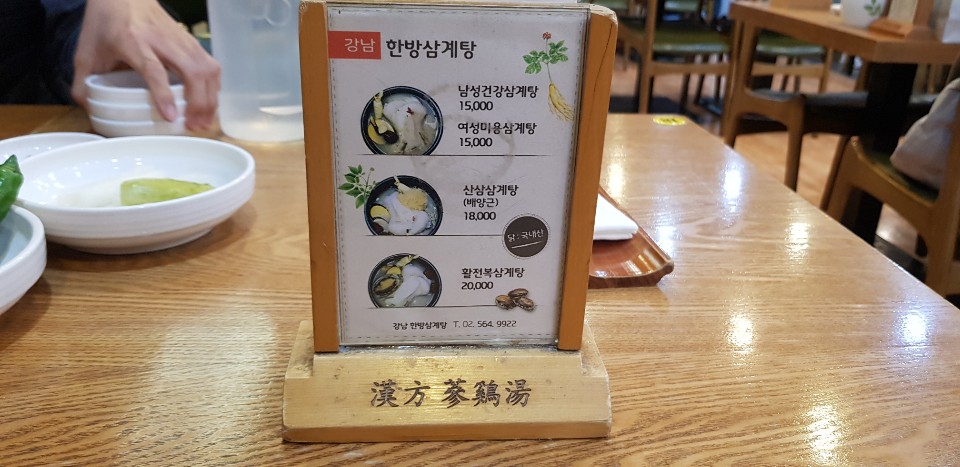 강남 한방삼계탕
남성건강삼계탕
15,000
여성미용삼계탕
15,000
산삼삼계탕
(배양근)
18,000
닭 : 국내산
활전복삼계탕
20,000
강남 한방삼계탕 T. 02. 564. 9922
漢方 蔘鷄湯